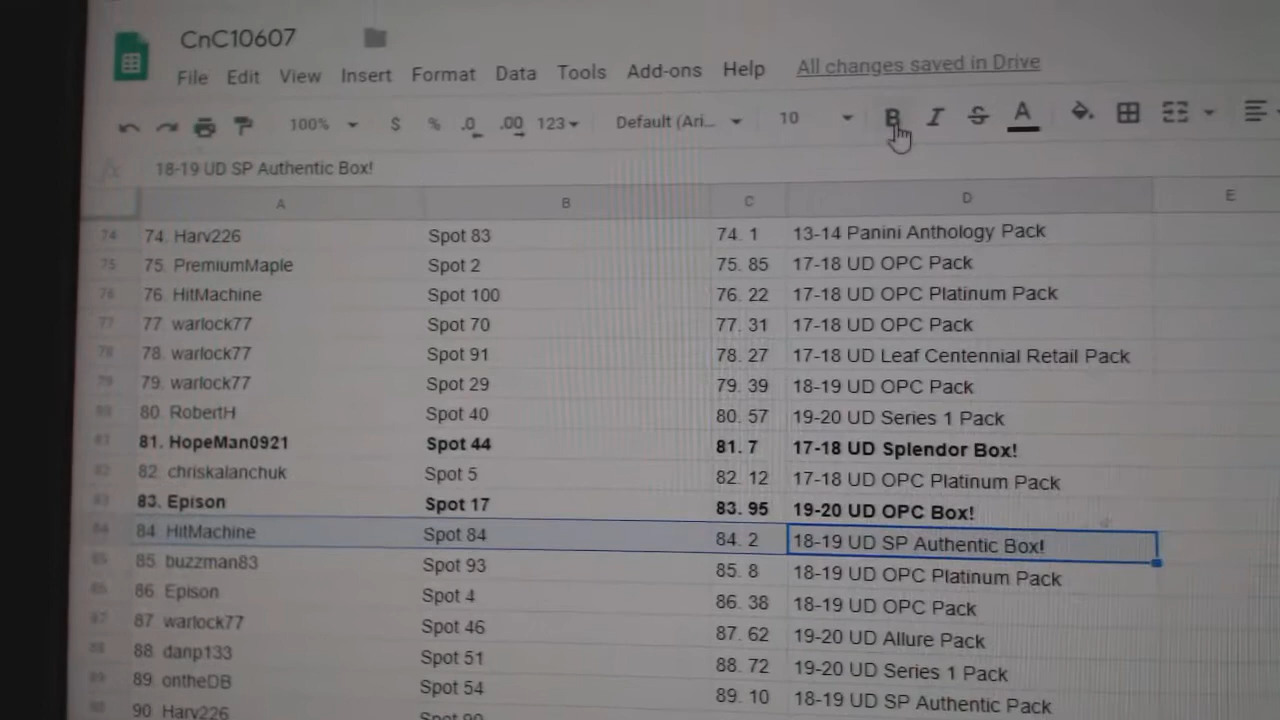 CnC10607
File Edit View Insert Format Data Tools Add-ons Help All changes saved in Drive
100% $ % .0 .00 123 Default (Ari... 10 B I S A
fx 18-19 UD SP Authentic Box!
A B C D E
74 74. Harv226 Spot 83 74. 1 13-14 Panini Anthology Pack
75 75. PremiumMaple Spot 2 75. 85 17-18 UD OPC Pack
76 76. HitMachine Spot 100 76. 22 17-18 UD OPC Platinum Pack
77 77. warlock77 Spot 70 77. 31 17-18 UD OPC Pack
78 78. warlock77 Spot 91 78. 27 17-18 UD Leaf Centennial Retail Pack
79 79. warlock77 Spot 29 79. 39 18-19 UD OPC Pack
80 80. RobertH Spot 40 80. 57 19-20 UD Series 1 Pack
81 81. HopeMan0921 Spot 44 81. 7 17-18 UD Splendor Box!
82 82. chriskalanchuk Spot 5 82. 12 17-18 UD OPC Platinum Pack
83 83. Epison Spot 17 83. 95 19-20 UD OPC Box!
84 84. HitMachine Spot 84 84. 2 18-19 UD SP Authentic Box!
85 85. buzzman83 Spot 93 85. 8 18-19 UD OPC Platinum Pack
86 86. Epison Spot 4 86. 38 18-19 UD OPC Pack
87 87. warlock77 Spot 46 87. 62 19-20 UD Allure Pack
88 88. danp133 Spot 51 88. 72 19-20 UD Series 1 Pack
89 89. ontheDB Spot 54 89. 10 18-19 UD SP Authentic Pack
90 90. Harv226 Spot 90